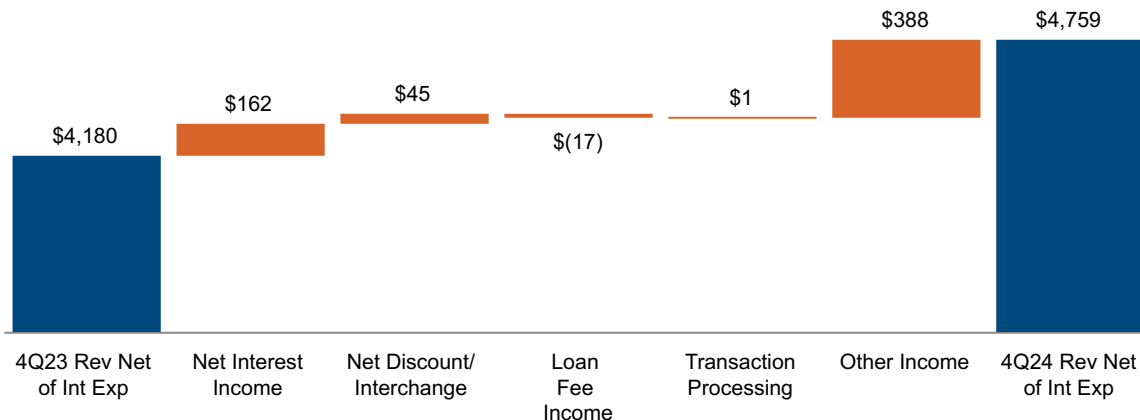 $4,180
$162
$45
$(17)
$1
$388
$4,759
4Q23 Rev Net
of Int Exp
Net Interest
Income
Net Discount/
Interchange
Loan
Fee
Income
Transaction
Processing
Other Income
4Q24 Rev Net
of Int Exp